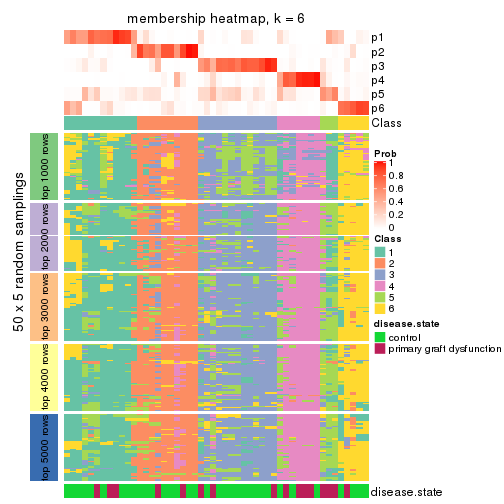 membership heatmap, k = 6
p1
p2
p3
p4
p5
p6
Class
50 x 5 random samplings
top 1000 rows
top 2000 rows
top 3000 rows
top 4000 rows
top 5000 rows
Prob
1
0.8
0.6
0.4
0.2
0
Class
1
2
3
4
5
6
disease.state
control
primary graft dysfunction
disease.state